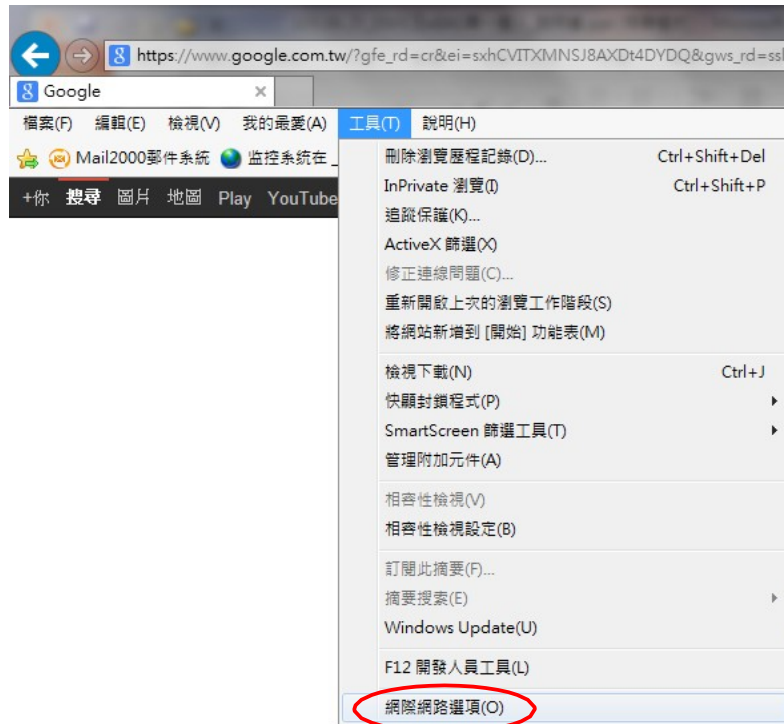 https://www.google.com.tw/?gfe_rd=cr&ei=sxhCVITXMNSJ8AXDt4DYDQ&gws_rd=ssl
Google
檔案(F) 編輯(E) 檢視(V) 我的最愛(A) 工具(T) 說明(H)
Mail2000郵件系統 监控系统在
+你 搜尋 圖片 地圖 Play YouTube
刪除瀏覽歷程記錄(D)... Ctrl+Shift+Del
InPrivate 瀏覽(I) Ctrl+Shift+P
追蹤保護(K)...
ActiveX 篩選(X)
修正連線問題(C)...
重新開啟上次的瀏覽工作階段(S)
將網站新增到 [開始] 功能表(M)
檢視下載(N) Ctrl+J
快顯封鎖程式(P)
SmartScreen 篩選工具(T)
管理附加元件(A)
相容性檢視(V)
相容性檢視設定(B)
訂閱此摘要(F)...
摘要搜索(E)
Windows Update(U)
F12 開發人員工具(L)
網際網路選項(O)